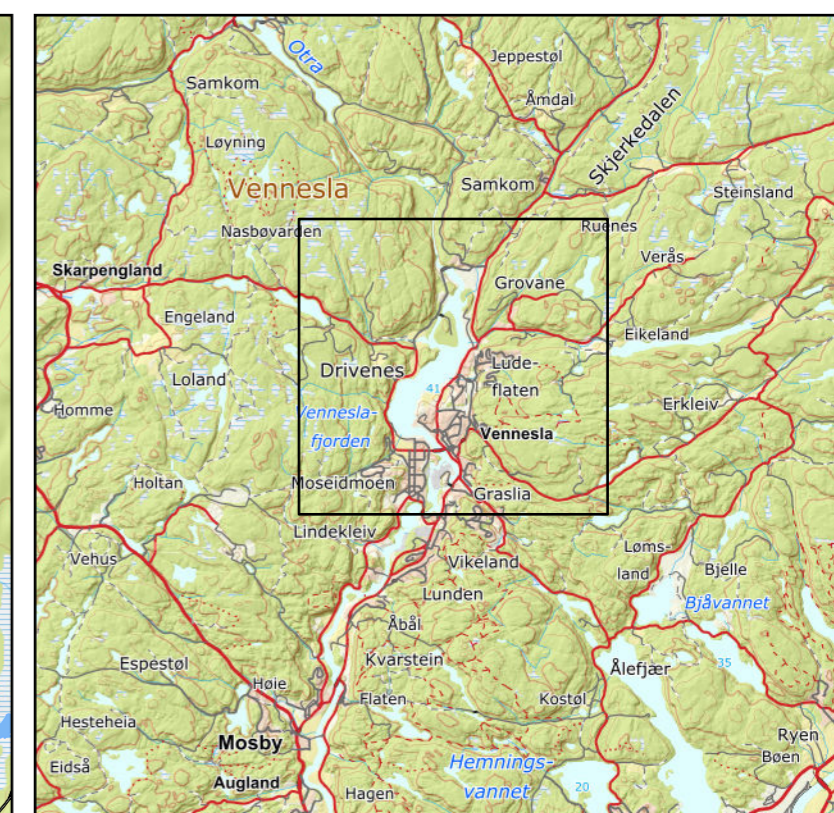 Otra
Jeppestøl
Samkom
Åmdal
Skjerkedalen
Løyning
Vennesla
Samkom
Steinsland
Nasbøvarden
Ruenes
Verås
Skarpengland
Grovane
Engeland
Eikeland
Drivenes
Lude-
flaten
Loland
41
Homme
Vennesla-
fjorden
Erkleiv
Vennesla
Holtan
Moseidmoen
Graslia
Lindekleiv
Vehus
Vikeland
Løms-
land
Bjelle
Lunden
Bjåvannet
Åbål
Espestøl
Kvarstein
Ålefjær
35
Høie
Flaten
Kostøl
Hesteheia
Mosby
Ryen
Eidså
Hemnings-
vannet
Bøen
Augland
Hagen
20